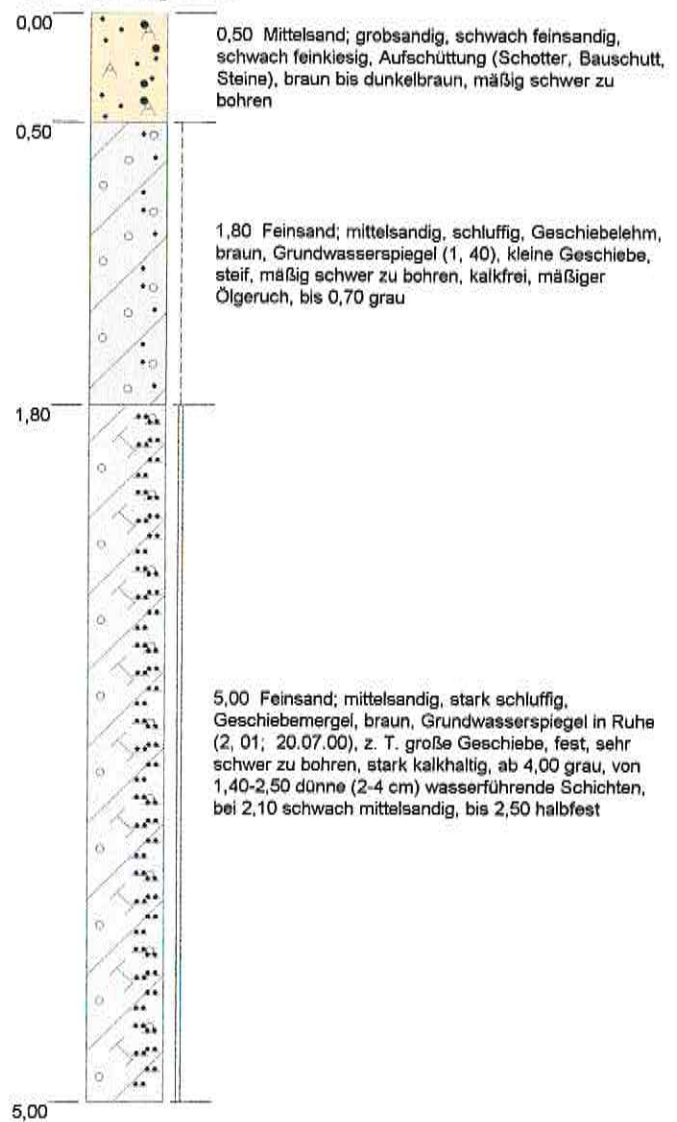 0,00
0,50 Mittelsand; grobsandig, schwach feinsandig,
schwach feinkiesig, Aufschüttung (Schotter, Bauschutt,
Steine), braun bis dunkelbraun, mäßig schwer zu
bohren
A
A
A
0,50
1,80 Feinsand; mittelsandig, schluffig, Geschiebelehm,
braun, Grundwasserspiegel (1, 40), kleine Geschiebe,
steif, mäßig schwer zu bohren, kalkfrei, mäßiger
Ölgeruch, bis 0,70 grau
1,80
5,00 Feinsand; mittelsandig, stark schluffig,
Geschiebemergel, braun, Grundwasserspiegel in Ruhe
(2, 01; 20.07.00), z. T. große Geschiebe, fest, sehr
schwer zu bohren, stark kalkhaltig, ab 4,00 grau, von
1,40-2,50 dünne (2-4 cm) wasserführende Schichten,
bei 2,10 schwach mittelsandig, bis 2,50 halbfest
5,00